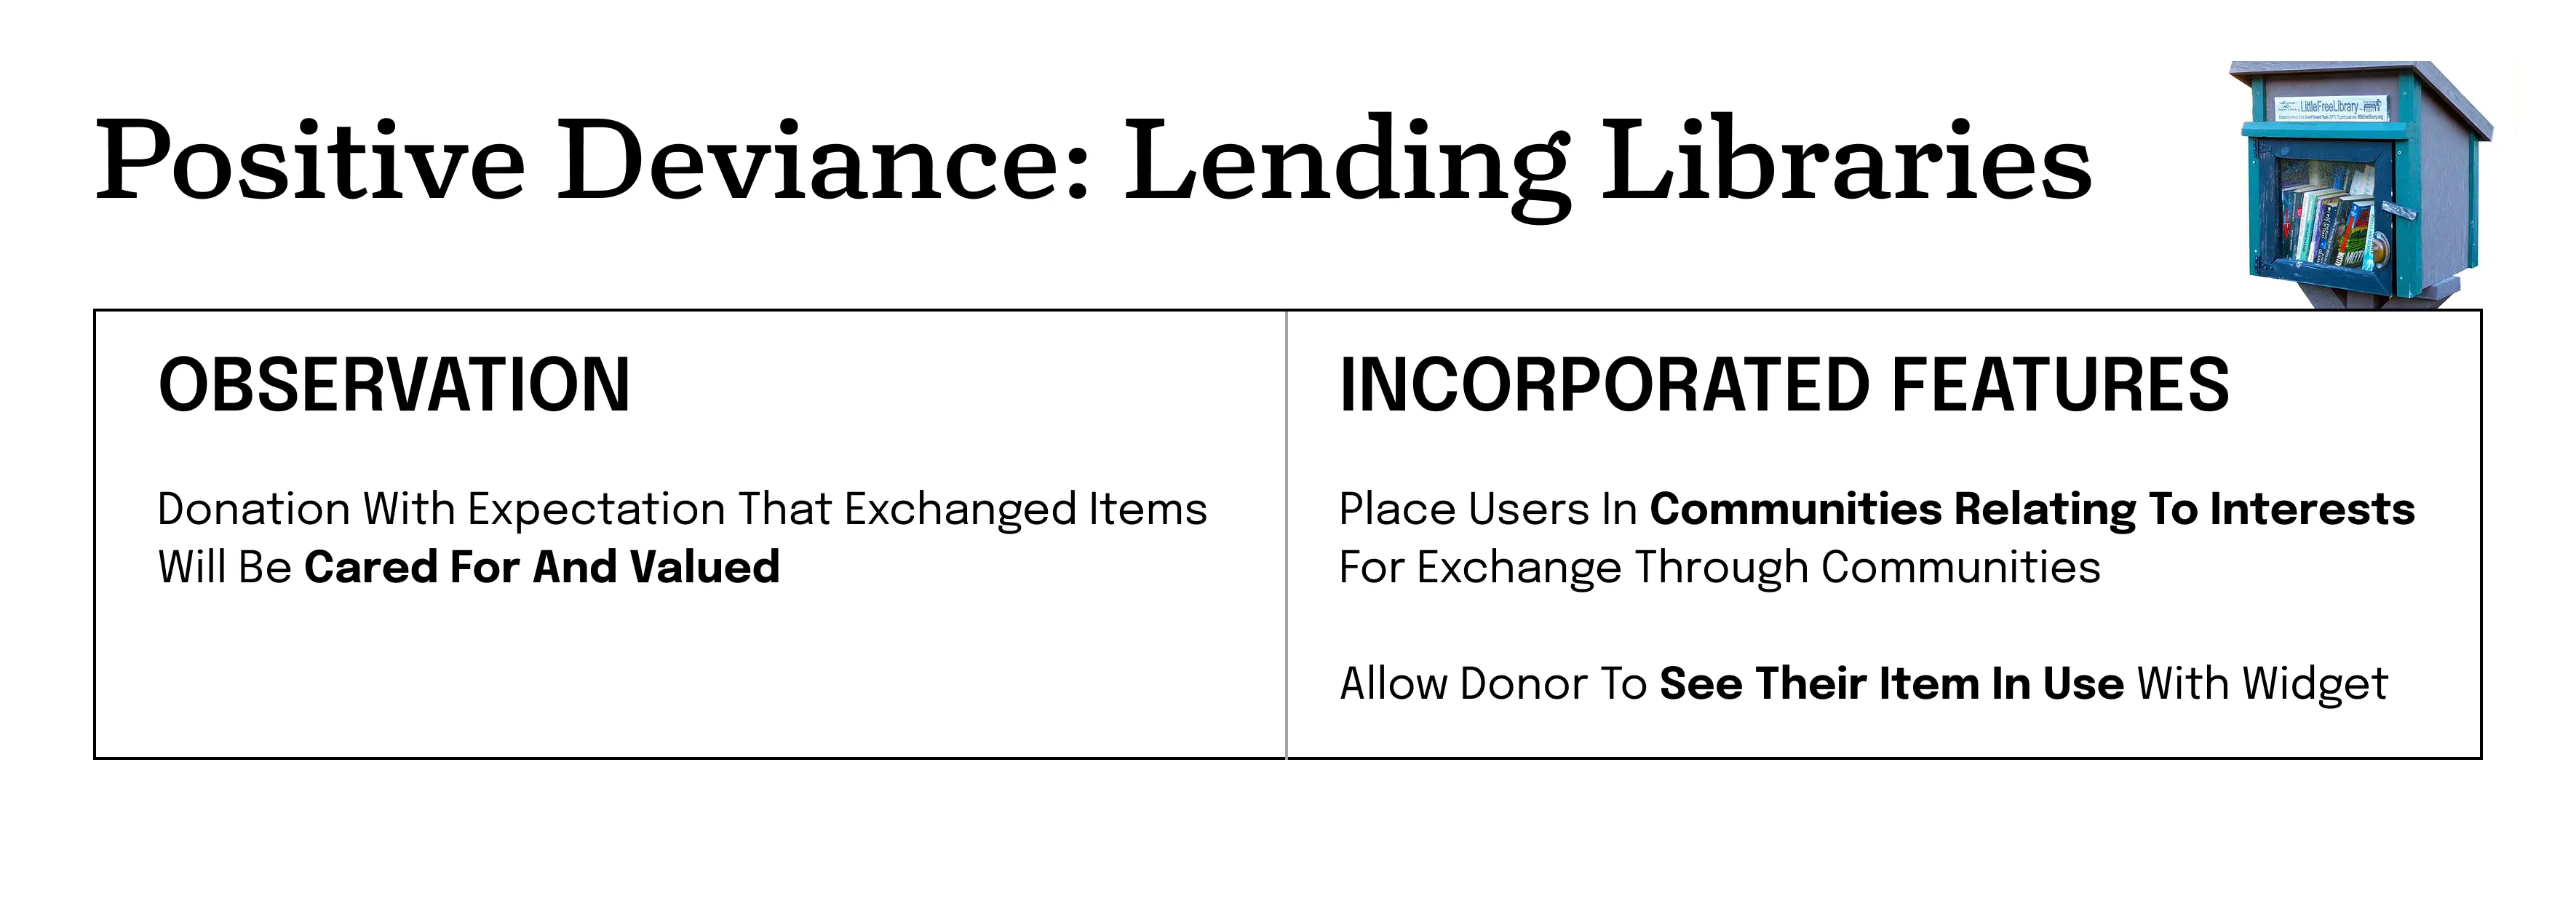 Positive Deviance: Lending Libraries
LittleFreeLibrary
OBSERVATION
Donation With Expectation That Exchanged Items
Will Be Cared For And Valued
INCORPORATED FEATURES
Place Users In Communities Relating To Interests
For Exchange Through Communities
Allow Donor To See Their Item In Use With Widget